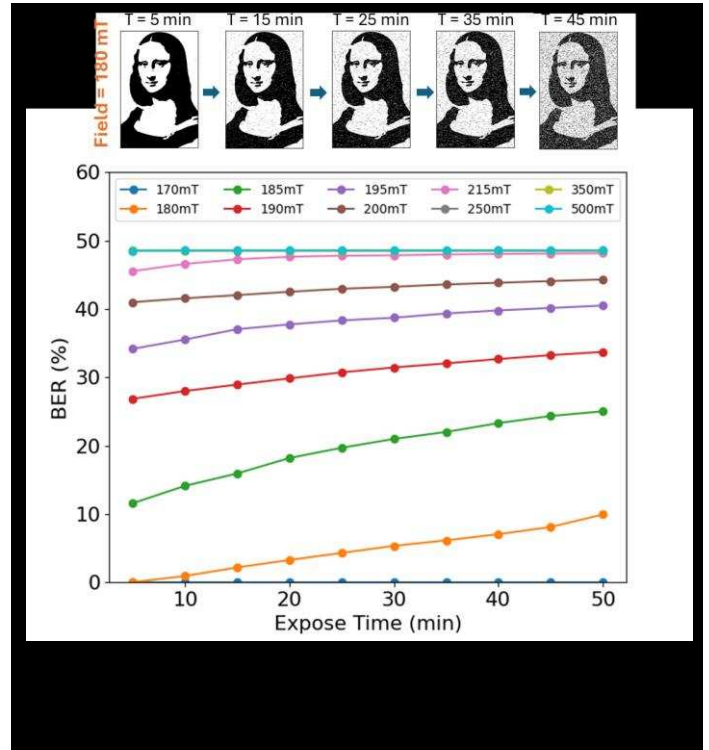 T = 5 min T = 15 min T = 25 min T = 35 min T = 45 min
Field = 180 mT
60
170mT 185mT 195mT 215mT 350mT
180mT 190mT 200mT 250mT 500mT
50
40
30
20
10
0
BER (%)
10 20 30 40 50
Expose Time (min)